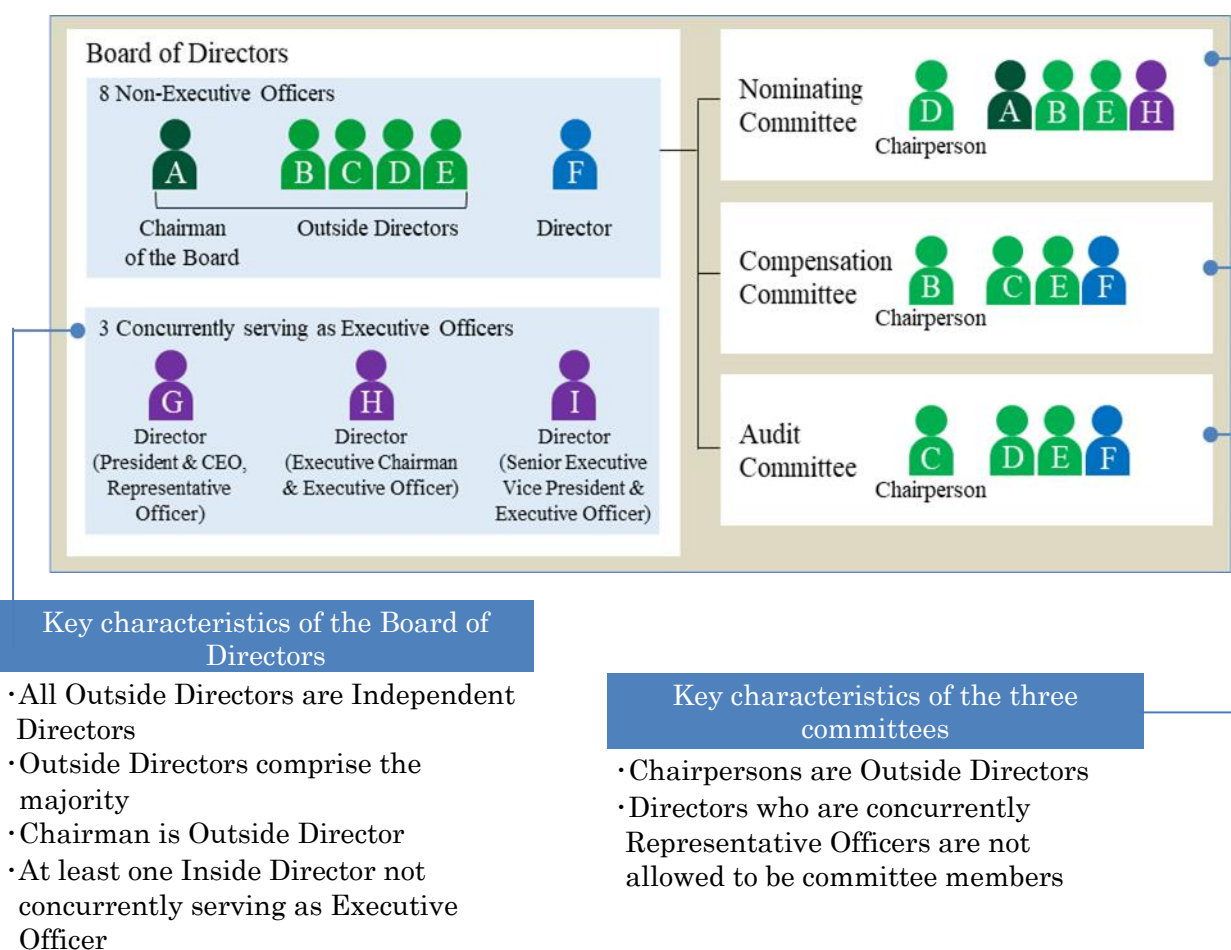 Board of Directors
8 Non-Executive Officers
A
B C D E
F
Chairman
of the Board
Outside Directors
Director
3 Concurrently serving as Executive Officers
G
H
I
Director
(President & CEO,
Representative
Officer)
Director
(Executive Chairman
& Executive Officer)
Director
(Senior Executive
Vice President &
Executive Officer)
Nominating
Committee
D
Chairperson
A B E H
Compensation
Committee
B
Chairperson
C E F
Audit
Committee
C
Chairperson
D E F
Key characteristics of the Board of
Directors
・All Outside Directors are Independent
Directors
・Outside Directors comprise the
majority
・Chairman is Outside Director
・At least one Inside Director not
concurrently serving as Executive
Officer
Key characteristics of the three
committees
・Chairpersons are Outside Directors
・Directors who are concurrently
Representative Officers are not
allowed to be committee members